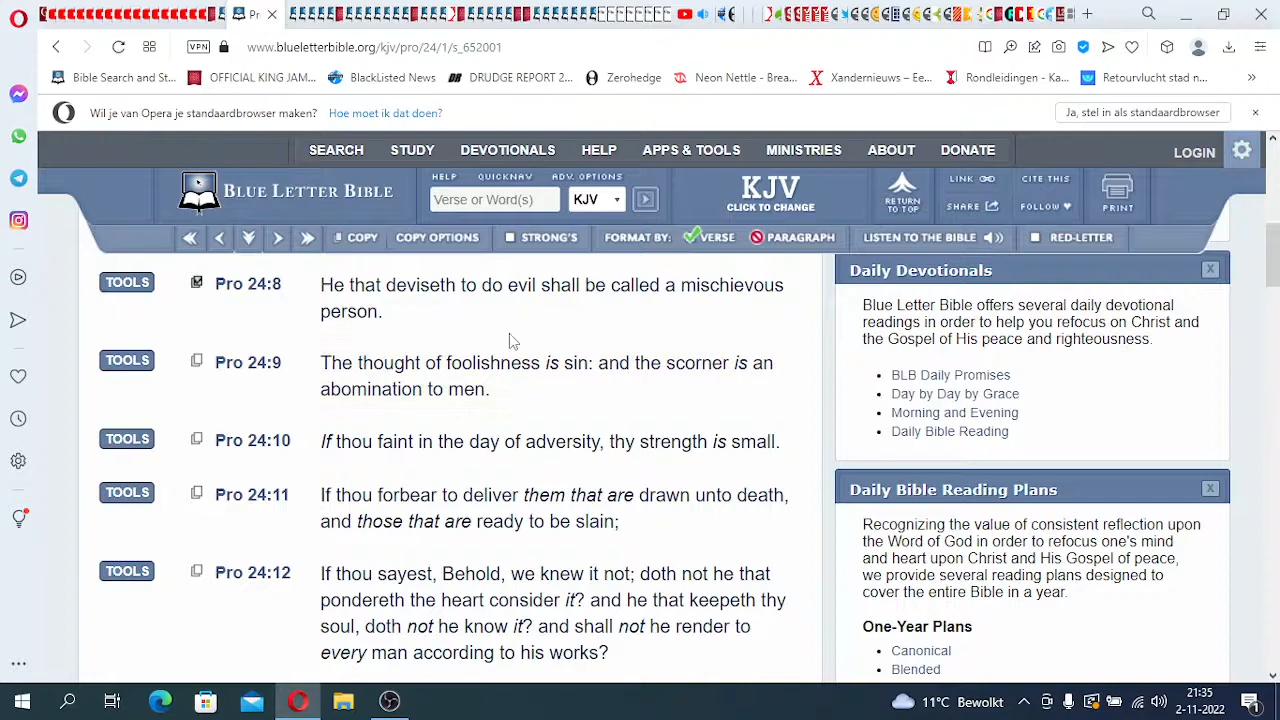 Pr
VPN
www.blueletterbible.org/kjv/pro/24/1/s_652001
Bible Search and St...
OFFICIAL KING JAM...
BlackListed News
DRUDGE REPORT 2...
Zerohedge
Neon Nettle - Brea...
Xandernieuws – Ee...
Rondleidingen - Ka...
Retourvlucht stad n...
Wil je van Opera je standaardbrowser maken? Hoe moet ik dat doen?
Ja, stel in als standaardbrowser
SEARCH STUDY DEVOTIONALS HELP APPS & TOOLS MINISTRIES ABOUT DONATE
LOGIN
BLUE LETTER BIBLE
HELP QUICKNAV ADV. OPTIONS
Verse or Word(s)
KJV
KJV
CLICK TO CHANGE
RETURN
TO TOP
LINK
CITE THIS
SHARE
FOLLOW
PRINT
COPY COPY OPTIONS STRONG'S FORMAT BY: VERSE PARAGRAPH LISTEN TO THE BIBLE RED-LETTER
TOOLS Pro 24:8 He that deviseth to do evil shall be called a mischievous
person.
TOOLS Pro 24:9 The thought of foolishness is sin: and the scorner is an
abomination to men.
TOOLS Pro 24:10 If thou faint in the day of adversity, thy strength is small.
TOOLS Pro 24:11 If thou forbear to deliver them that are drawn unto death,
and those that are ready to be slain;
TOOLS Pro 24:12 If thou sayest, Behold, we knew it not; doth not he that
pondereth the heart consider it? and he that keepeth thy
soul, doth not he know it? and shall not he render to
every man according to his works?
Daily Devotionals
X
Blue Letter Bible offers several daily devotional
readings in order to help you refocus on Christ and
the Gospel of His peace and righteousness.
BLB Daily Promises
Day by Day by Grace
Morning and Evening
Daily Bible Reading
Daily Bible Reading Plans
X
Recognizing the value of consistent reflection upon
the Word of God in order to refocus one's mind
and heart upon Christ and His Gospel of peace,
we provide several reading plans designed to
cover the entire Bible in a year.
One-Year Plans
Canonical
Blended
11°C Bewolkt
21:35
2-11-2022